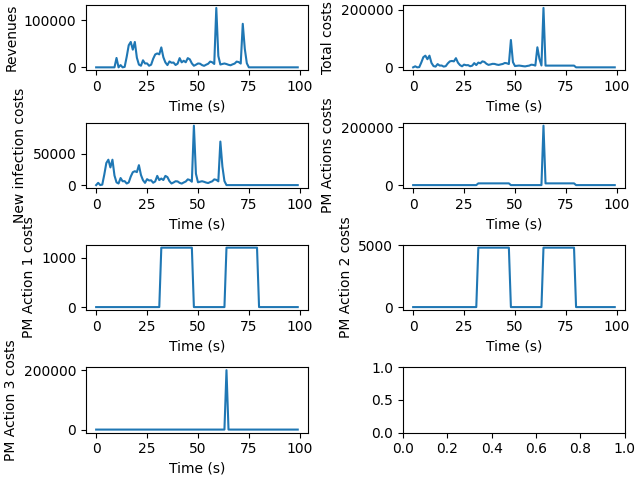 Revenues
100000
0
0 25 50 75 100
Time (s)
Total costs
200000
0
0 25 50 75 100
Time (s)
New infection costs
50000
0
0 25 50 75 100
Time (s)
PM Actions costs
200000
0
0 25 50 75 100
Time (s)
PM Action 1 costs
1000
0
0 25 50 75 100
Time (s)
PM Action 2 costs
5000
0
0 25 50 75 100
Time (s)
PM Action 3 costs
200000
0
0 25 50 75 100
Time (s)
1.0
0.5
0.0
0.0 0.2 0.4 0.6 0.8 1.0